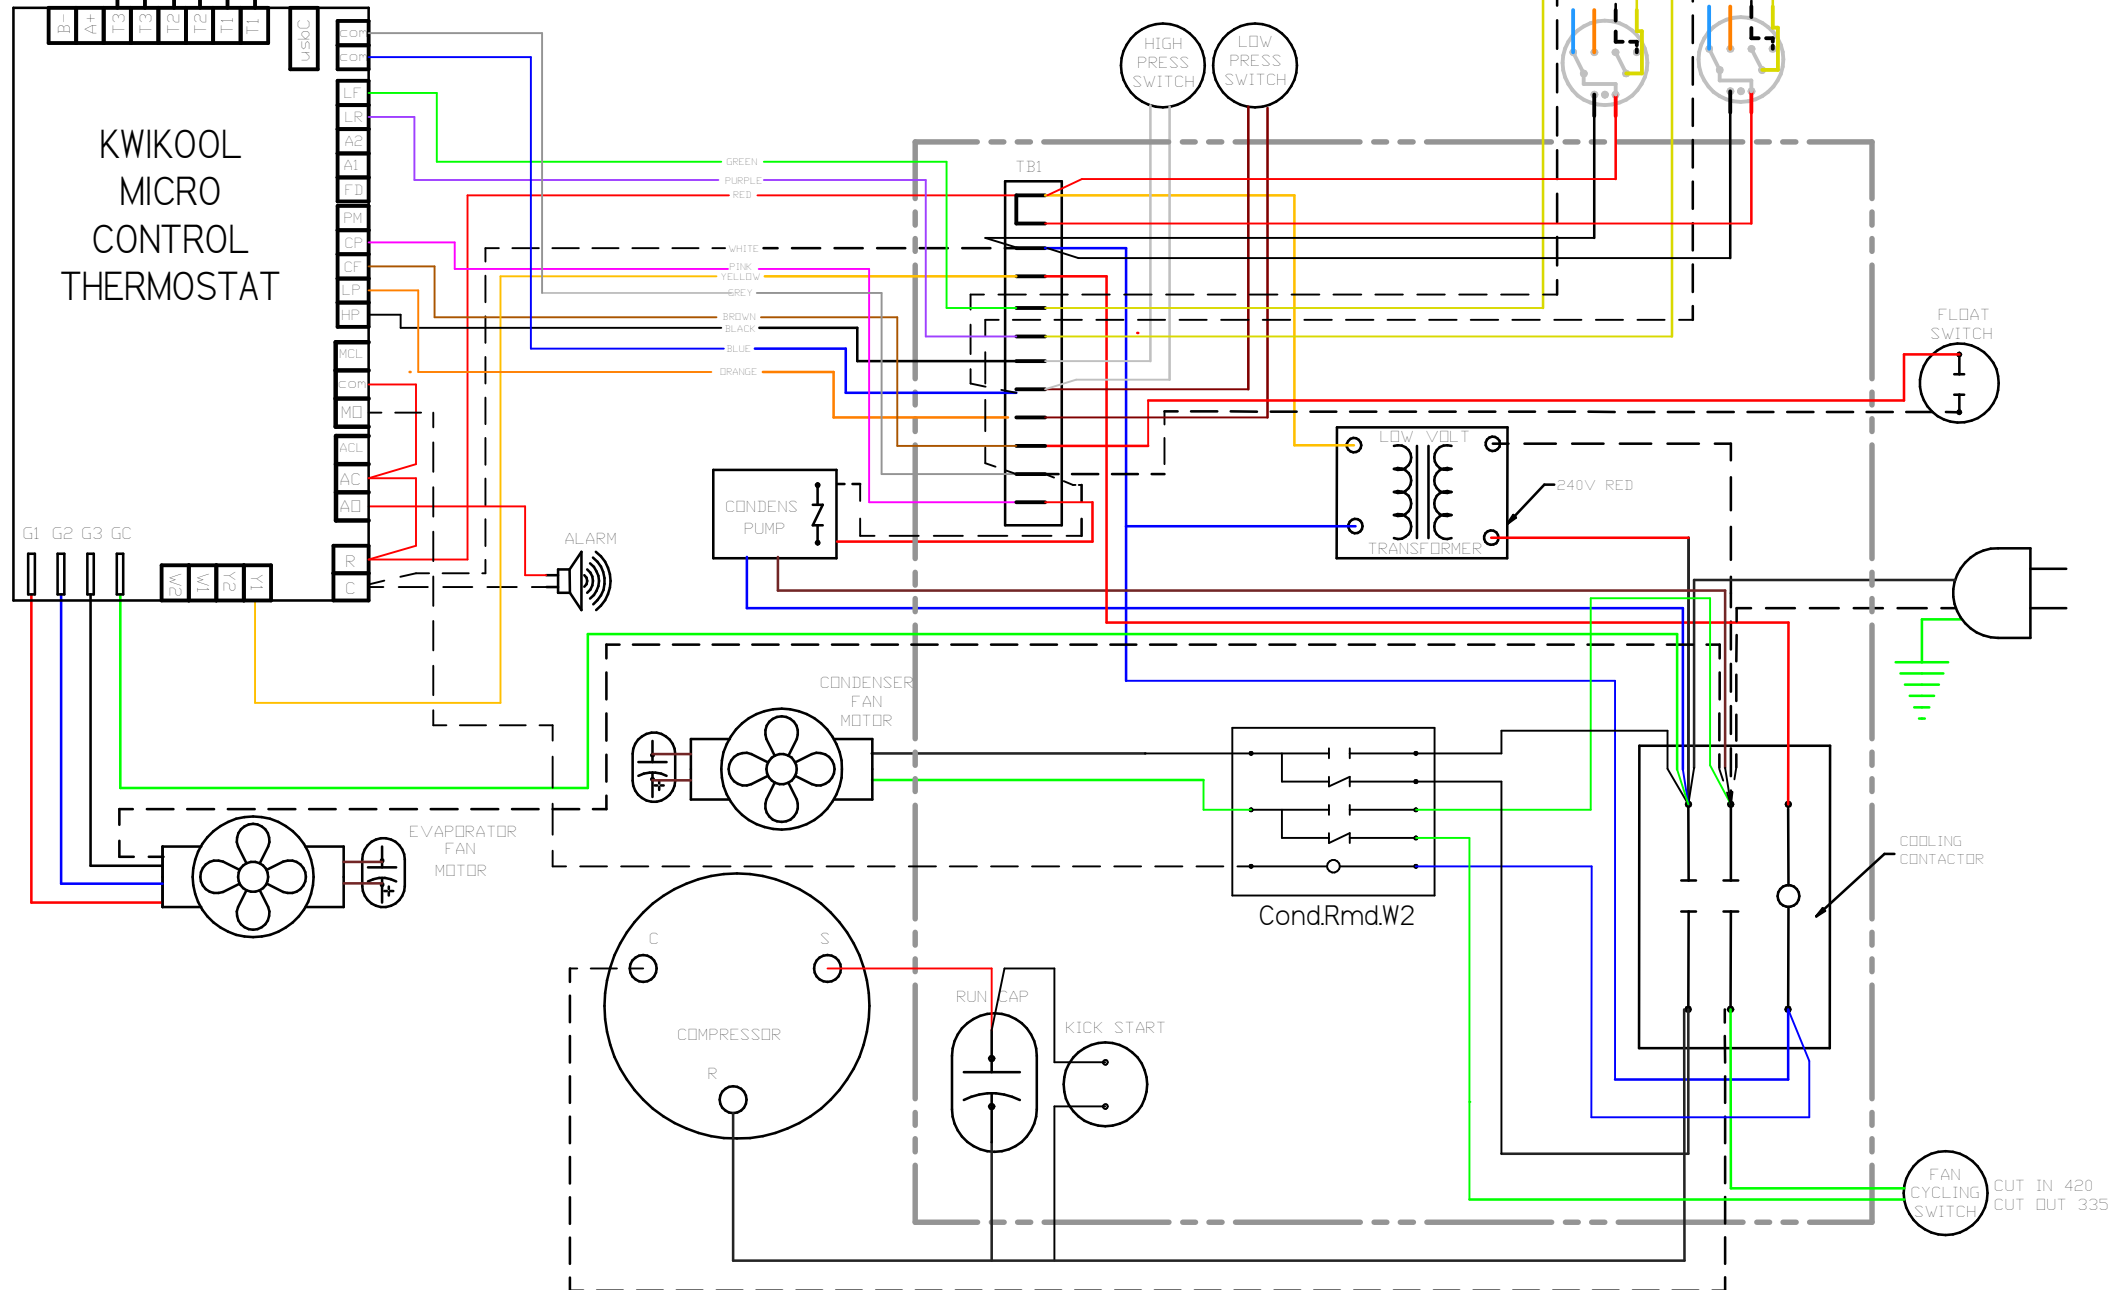 B-
A+
T3
T3
T2
T2
T1
T1
usbC
COM
COM
LF
LR
A2
A1
FD
PM
CP
CF
LP
HP
MCL
COM
MO
ACL
AC
AO
R
C
KWIKOOL
MICRO
CONTROL
THERMOSTAT
G1 G2 G3 GC
W2
W1
Y2
Y1
HIGH
PRESS
SWITCH
LOW
PRESS
SWITCH
TB1
GREEN
PURPLE
RED
WHITE
PINK
YELLOW
GREY
BROWN
BLACK
BLUE
ORANGE
FLOAT
SWITCH
LOW VOLT
TRANSFORMER
240V RED
CONDENS
PUMP
ALARM
CONDENSER
FAN
MOTOR
EVAPORATOR
FAN
MOTOR
Cond.Rmd.W2
COOLING
CONTACTOR
C
S
COMPRESSOR
R
RUN CAP
KICK START
FAN
CYCLING
SWITCH
CUT IN 420
CUT OUT 335